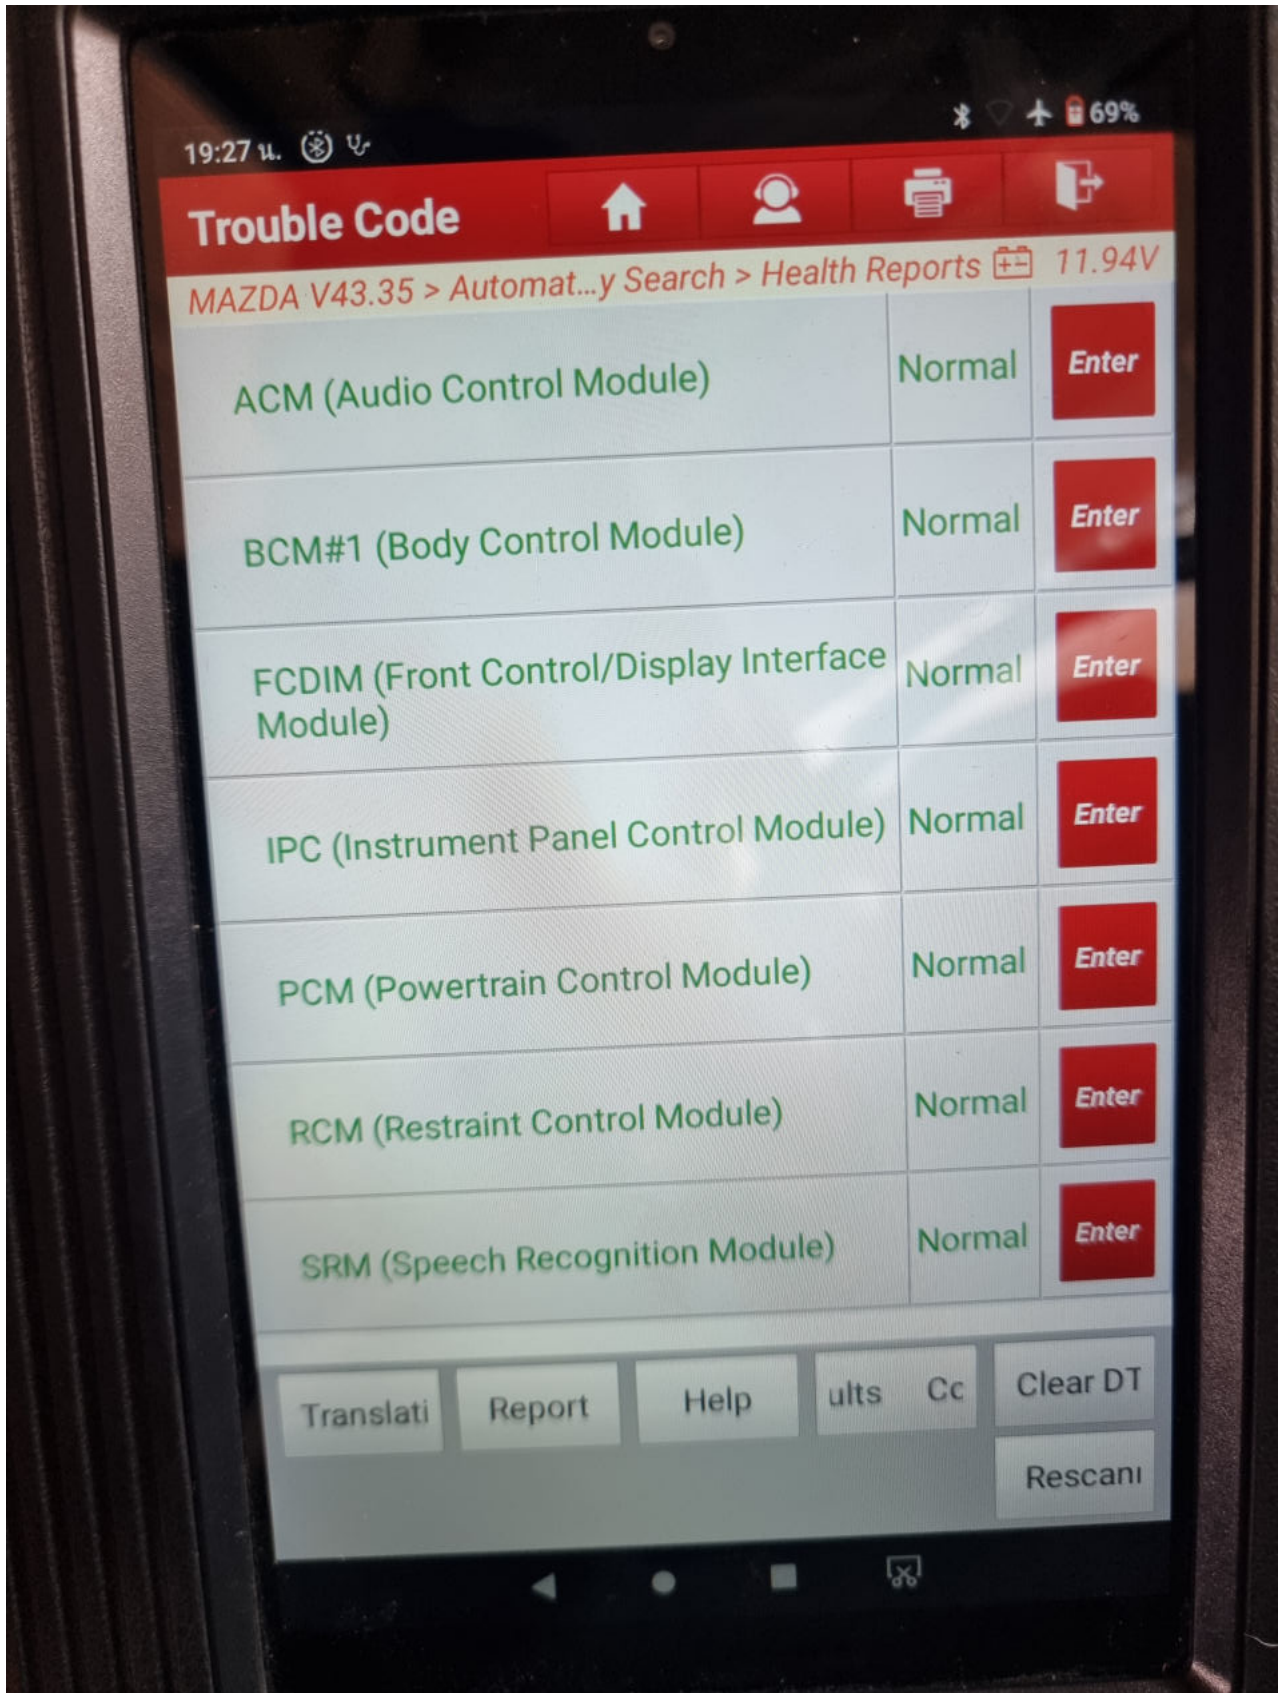 19:27 น. 69%
Trouble Code
MAZDA V43.35 > Automat...y Search > Health Reports 11.94V
ACM (Audio Control Module) Normal Enter
BCM#1 (Body Control Module) Normal Enter
FCDIM (Front Control/Display Interface
Module) Normal Enter
IPC (Instrument Panel Control Module) Normal Enter
PCM (Powertrain Control Module) Normal Enter
RCM (Restraint Control Module) Normal Enter
SRM (Speech Recognition Module) Normal Enter
Translati Report Help ults Cc Clear DT
Rescanı